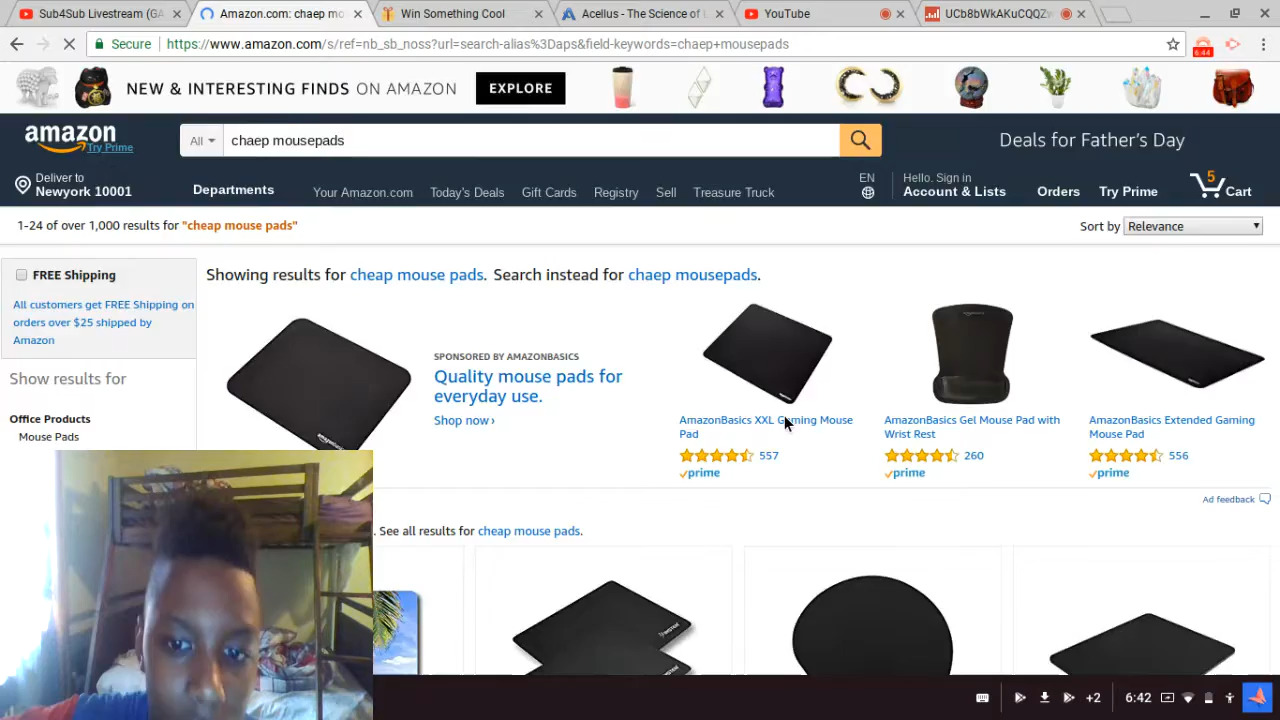 Sub4Sub Livestream (GA
Amazon.com: chaep mo
Win Something Cool
Acellus - The Science of L
YouTube
UCb8bWkAKuCQQZw
Secure
https://www.amazon.com/s/ref=nb_sb_noss?url=search-alias%3Daps&field-keywords=chaep+mousepads
6:44
NEW & INTERESTING FINDS ON AMAZON
EXPLORE
amazon
Try Prime
All
chaep mousepads
Deals for Father's Day
Deliver to
Newyork 10001
Departments
Your Amazon.com
Today's Deals
Gift Cards
Registry
Sell
Treasure Truck
EN
Hello. Sign in
Account & Lists
Orders
Try Prime
5
Cart
1-24 of over 1,000 results for "cheap mouse pads"
Sort by Relevance
FREE Shipping
All customers get FREE Shipping on
orders over $25 shipped by
Amazon
Show results for
Office Products
Mouse Pads
Showing results for cheap mouse pads. Search instead for chaep mousepads.
SPONSORED BY AMAZONBASICS
Quality mouse pads for
everyday use.
Shop now ›
AmazonBasics XXL Gaming Mouse
Pad
557
prime
AmazonBasics Gel Mouse Pad with
Wrist Rest
260
prime
AmazonBasics Extended Gaming
Mouse Pad
556
prime
Ad feedback
. See all results for cheap mouse pads.
+2
6:42